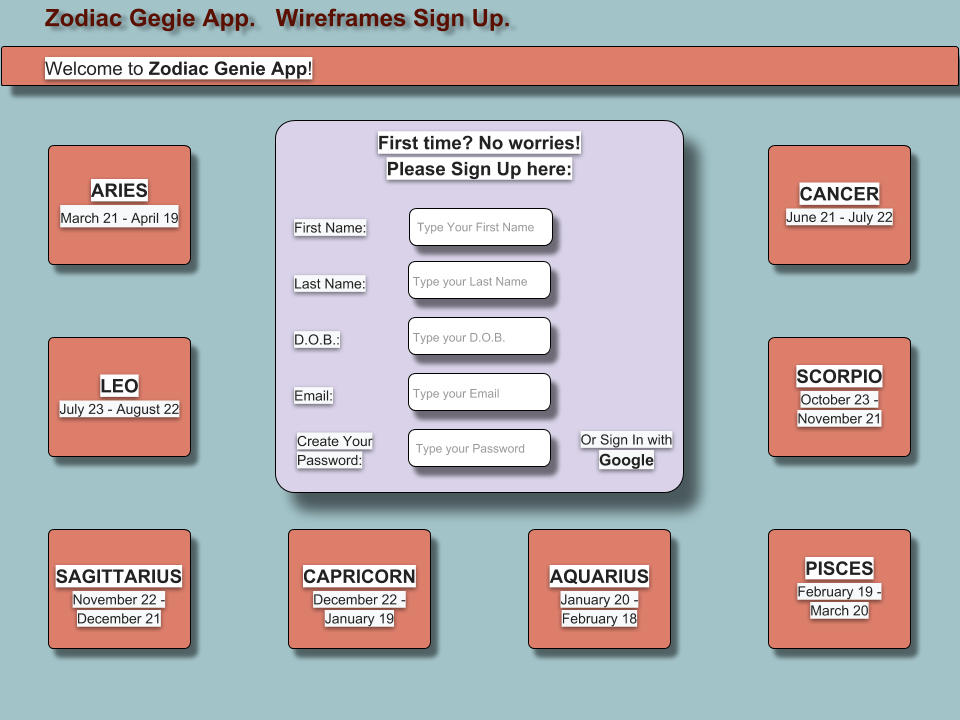 Zodiac Gegie App. Wireframes Sign Up.
Welcome to Zodiac Genie App!
First time? No worries!
Please Sign Up here:
ARIES
March 21 - April 19
CANCER
June 21 - July 22
First Name:
Type Your First Name
Last Name:
Type your Last Name
D.O.B.:
Type your D.O.B.
LEO
July 23 - August 22
SCORPIO
October 23 -
November 21
Email:
Type your Email
Create Your
Password:
Type your Password
Or Sign In with
Google
SAGITTARIUS
November 22 -
December 21
CAPRICORN
December 22 -
January 19
AQUARIUS
January 20 -
February 18
PISCES
February 19 -
March 20